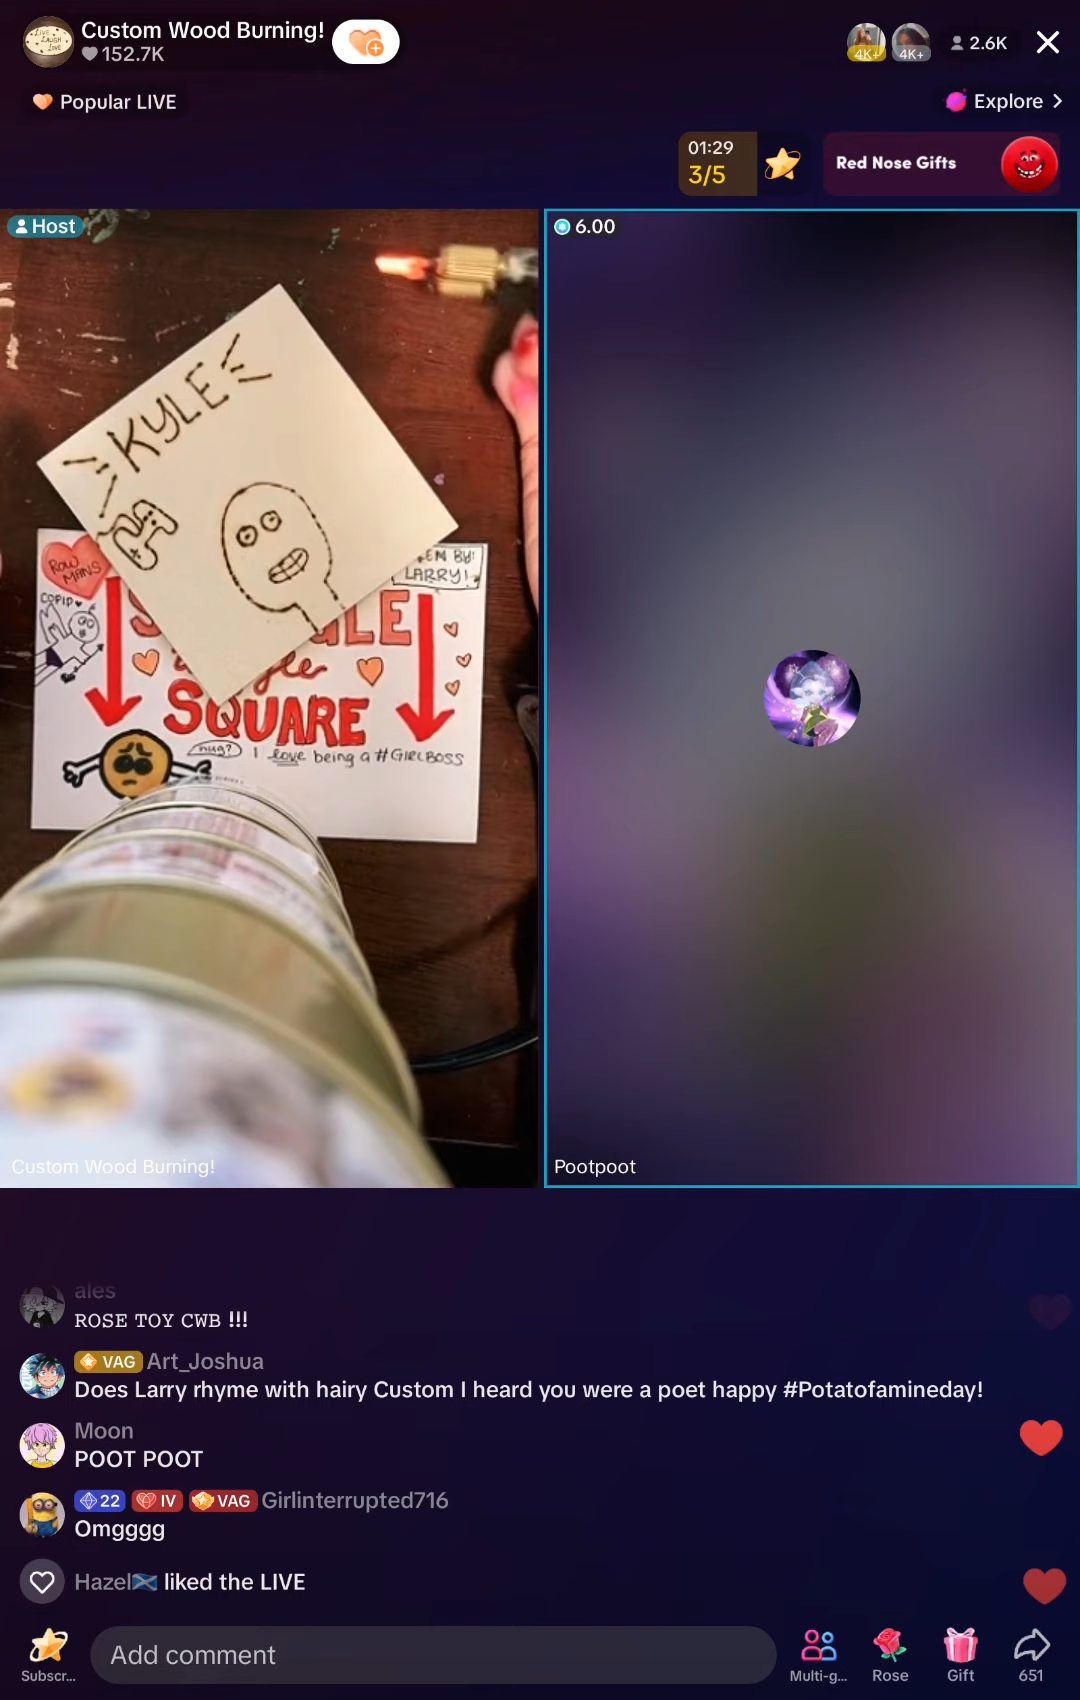 Custom Wood Burning!
152.7K
4K+
4K+
2.6K
Popular LIVE
Explore
01:29
3/5
Red Nose Gifts
Host
6.00
KYLE
ROW
MANS
COPID
EM BY:
LARRY!
SQUARE
hug?
I love being a #GIRLBOSS
Custom Wood Burning!
Pootpoot
ales
ROSE TOY CWB !!!
VAG Art_Joshua
Does Larry rhyme with hairy Custom I heard you were a poet happy #Potatofamineday!
Moon
POOT POOT
22 IV VAG Girlinterrupted716
Omgggg
Hazel🏴󠁧󠁢󠁳󠁣󠁴󠁿 liked the LIVE
Subscr...
Add comment
Multi-g...
Rose
Gift
651